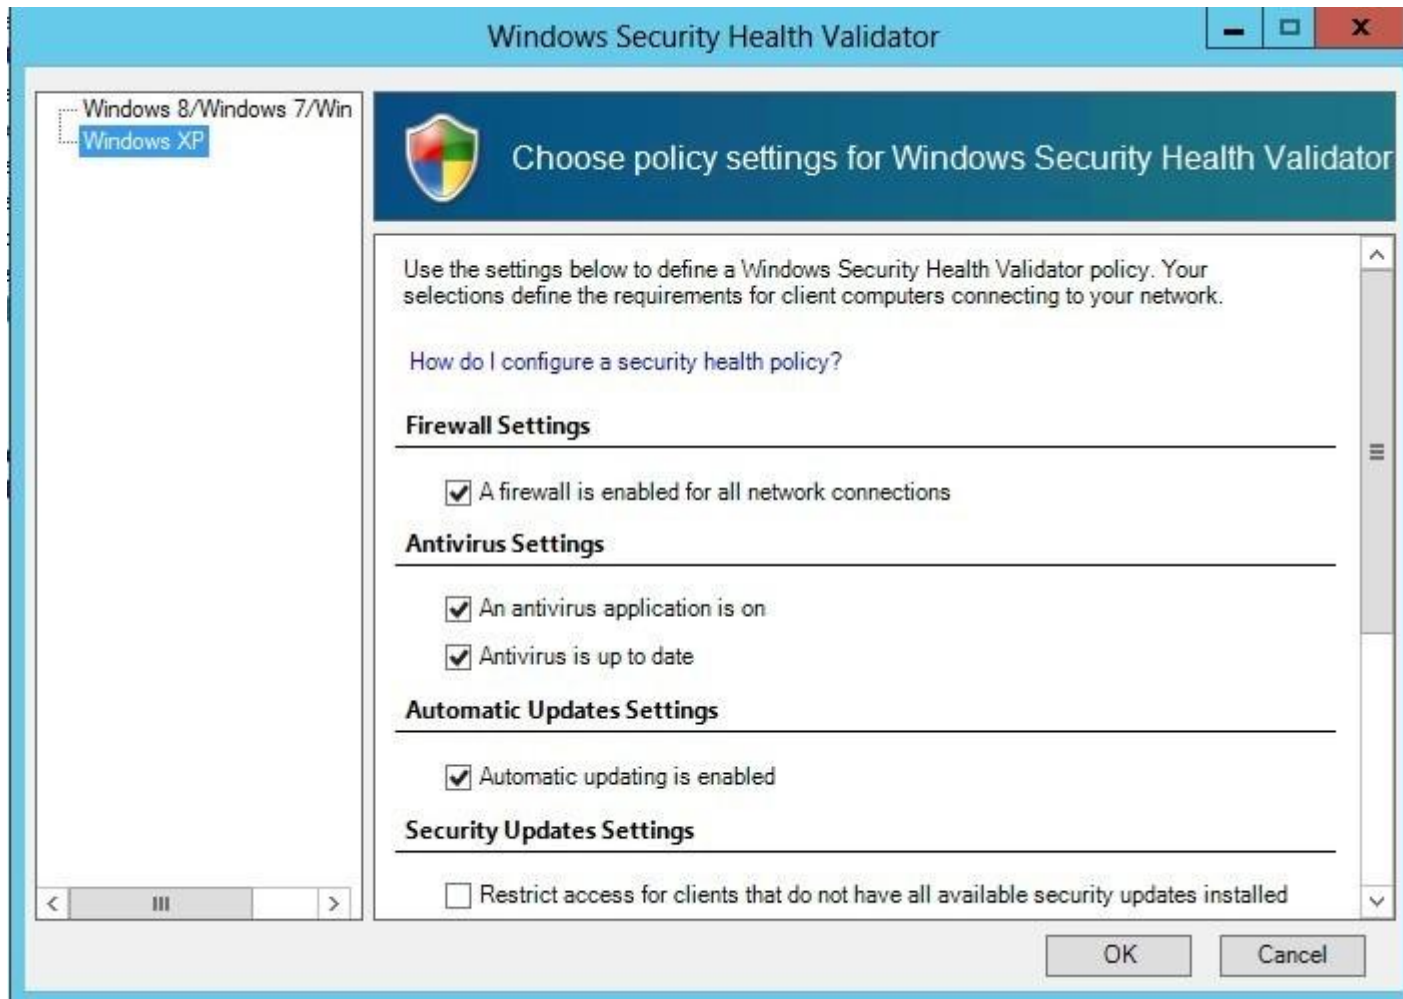 Windows Security Health Validator
Windows 8/Windows 7/Win
Windows XP
Choose policy settings for Windows Security Health Validator
Use the settings below to define a Windows Security Health Validator policy. Your
selections define the requirements for client computers connecting to your network.
How do I configure a security health policy?
Firewall Settings
A firewall is enabled for all network connections
Antivirus Settings
An antivirus application is on
Antivirus is up to date
Automatic Updates Settings
Automatic updating is enabled
Security Updates Settings
Restrict access for clients that do not have all available security updates installed
OK
Cancel